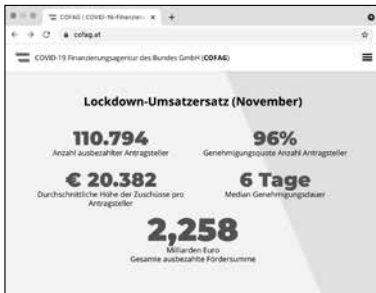 COFAG | COVID-19-Finanzieru
cofag.at
COVID-19 Finanzierungsagentur des Bundes GmbH (COFAG)
Lockdown-Umsatzersatz (November)
110.794
Anzahl ausbezahlter Antragsteller
96%
Genehmigungsquote Anzahl Antragsteller
€ 20.382
Durchschnittliche Höhe der Zuschüsse pro
Antragsteller
6 Tage
Median Genehmigungsdauer
2,258
Milliarden Euro
Gesamte ausbezahlte Fördersumme